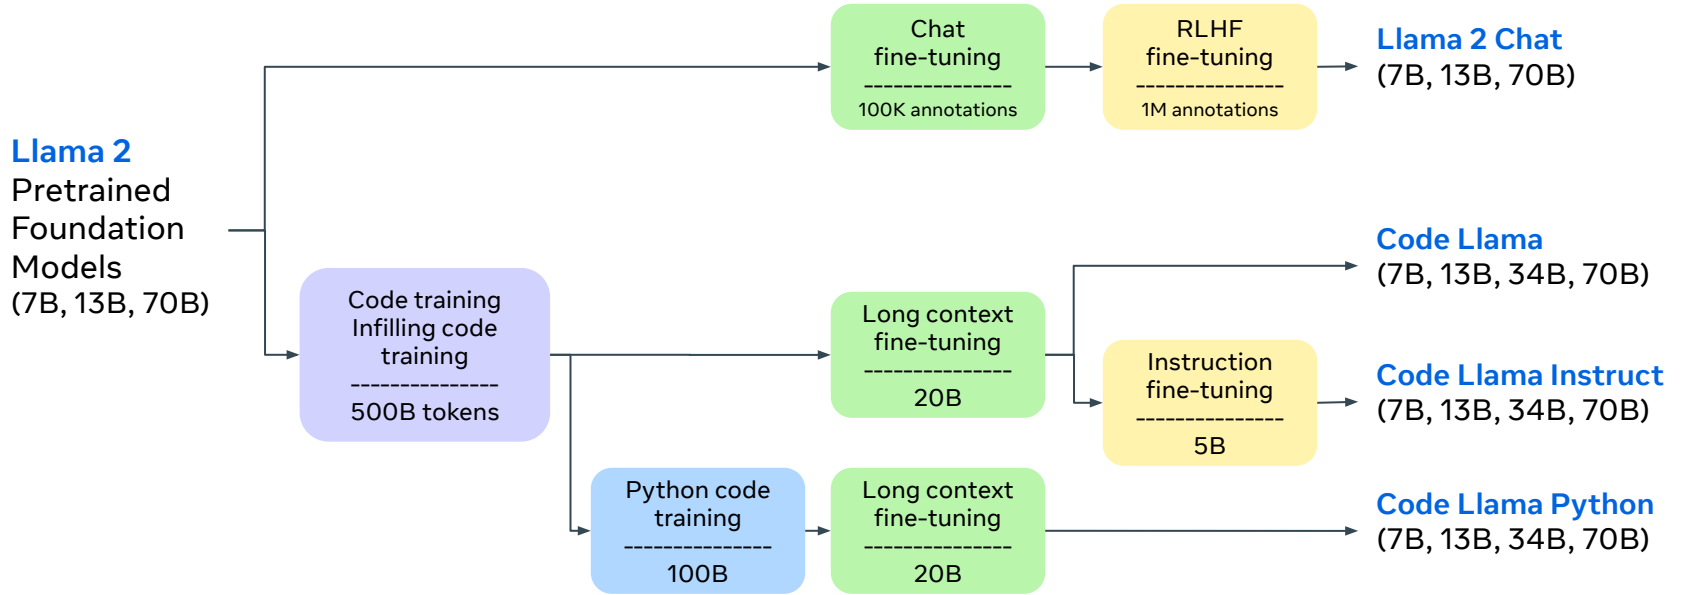 Llama 2
Pretrained
Foundation
Models
(7B, 13B, 70B)
Chat
fine-tuning
---------------
100K annotations
RLHF
fine-tuning
---------------
1M annotations
Llama 2 Chat
(7B, 13B, 70B)
Code training
Infilling code
training
---------------
500B tokens
Long context
fine-tuning
---------------
20B
Code Llama
(7B, 13B, 34B, 70B)
Instruction
fine-tuning
---------------
5B
Code Llama Instruct
(7B, 13B, 34B, 70B)
Python code
training
---------------
100B
Long context
fine-tuning
---------------
20B
Code Llama Python
(7B, 13B, 34B, 70B)